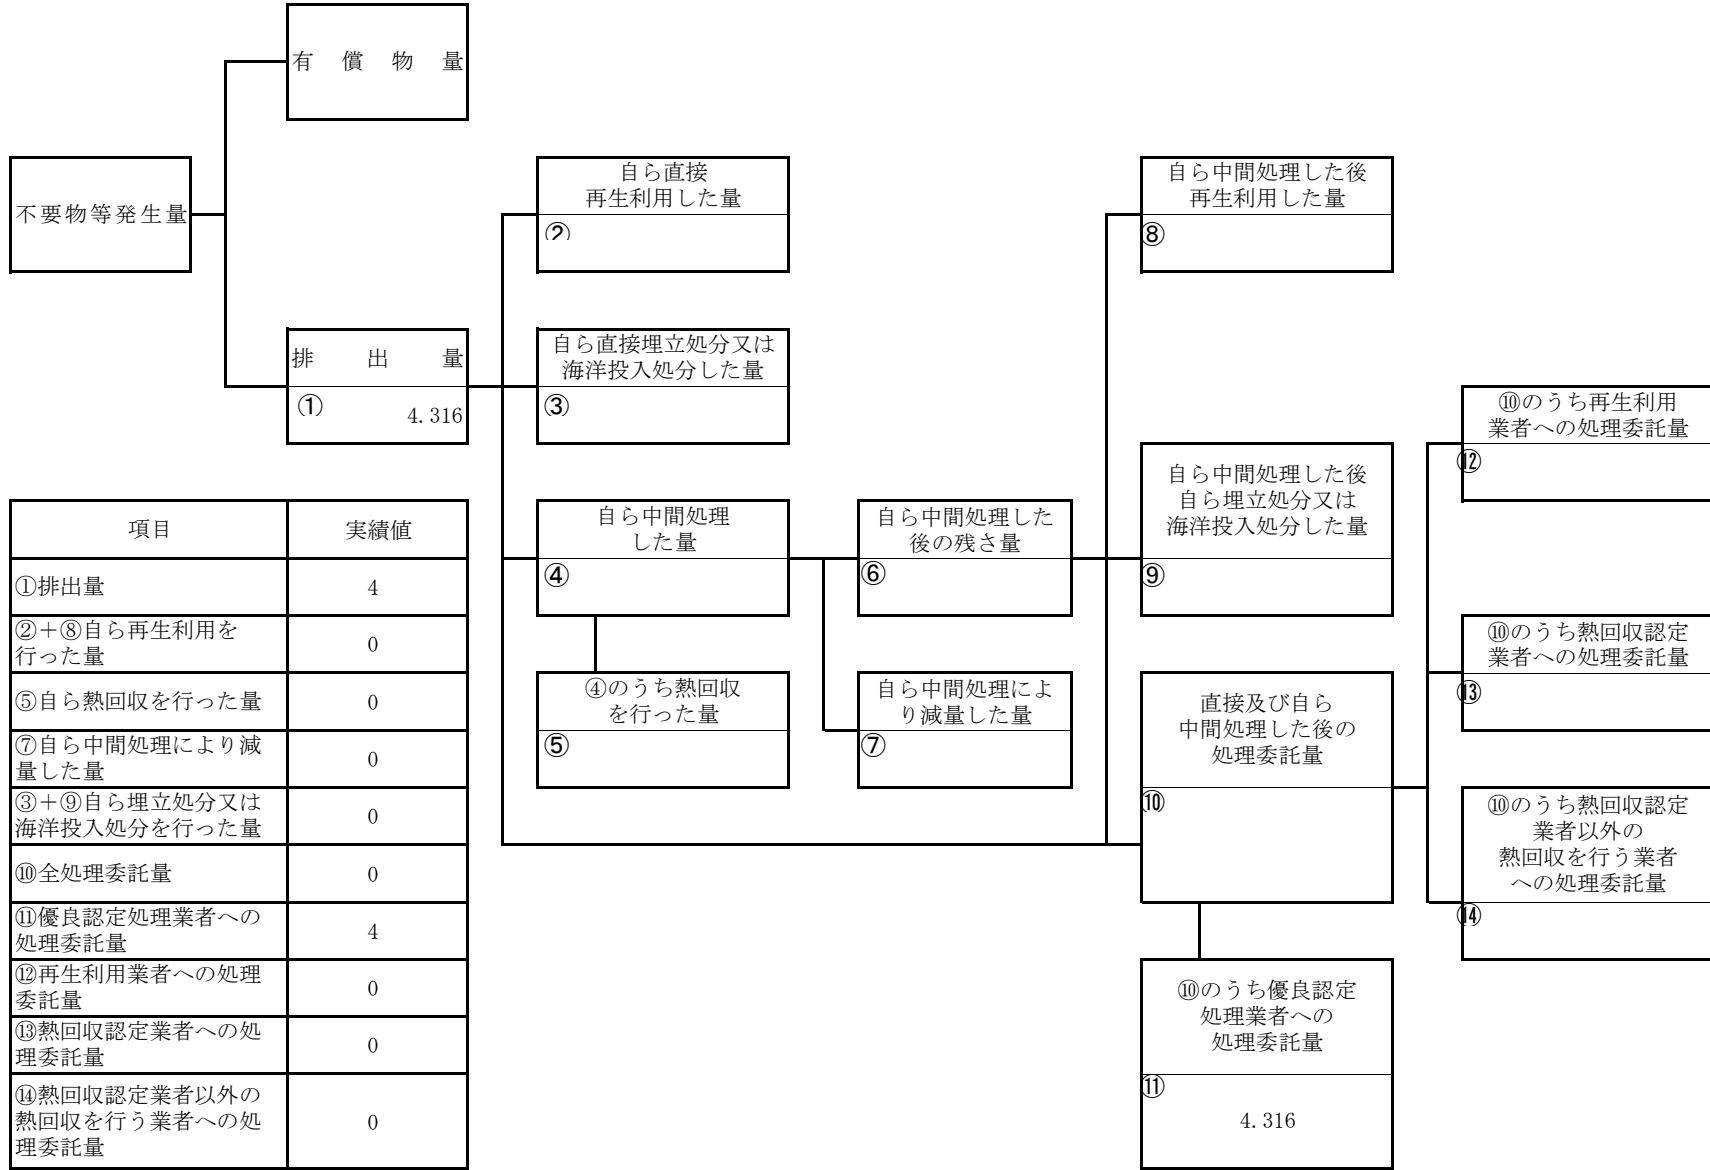 有償物量
不要物等発生量
排出量
① 4.316
自ら直接
再生利用した量
②
自ら直接埋立処分又は
海洋投入処分した量
③
自ら中間処理
した量
④
④のうち熱回収
を行った量
⑤
自ら中間処理した
後の残さ量
⑥
自ら中間処理によ
り減量した量
⑦
自ら中間処理した後
再生利用した量
⑧
自ら中間処理した後
自ら埋立処分又は
海洋投入処分した量
⑨
直接及び自ら
中間処理した後の
処理委託量
⑩
⑩のうち優良認定
処理業者への
処理委託量
⑪
4.316
⑩のうち再生利用
業者への処理委託量
⑫
⑩のうち熱回収認定
業者への処理委託量
⑬
⑩のうち熱回収認定
業者以外の
熱回収を行う業者
への処理委託量
⑭
項目 実績値
①排出量 4
②+⑧自ら再生利用を
行った量 0
⑤自ら熱回収を行った量 0
⑦自ら中間処理により減
量した量 0
③+⑨自ら埋立処分又は
海洋投入処分を行った量 0
⑩全処理委託量 0
⑪優良認定処理業者への
処理委託量 4
⑫再生利用業者への処理
委託量 0
⑬熱回収認定業者への処
理委託量 0
⑭熱回収認定業者以外の
熱回収を行う業者への処
理委託量 0